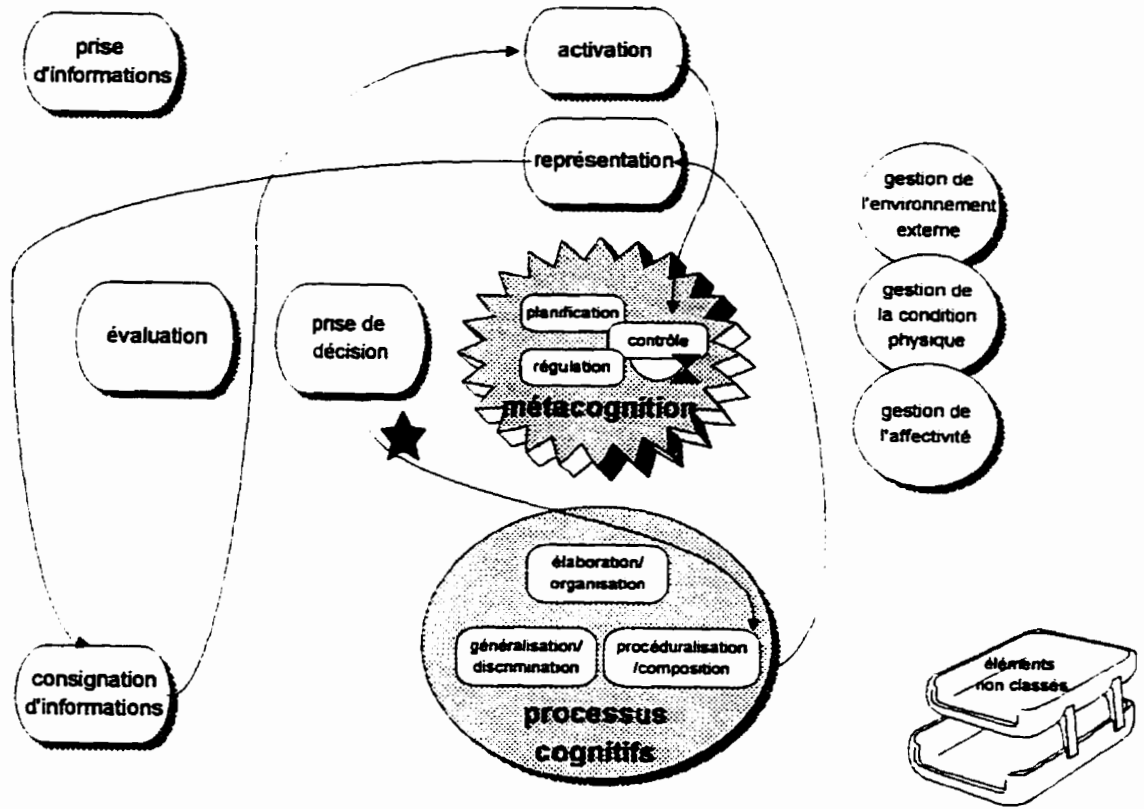 prise
d'informations
activation
représentation
gestion de
l'environnement
externe
évaluation
prise de
décision
planification
contrôle
régulation
métacognition
gestion de
la condition
physique
gestion de
l'affectivité
élaboration/
organisation
généralisation/
discrimination
procéduralisation
/composition
processus
cognitifs
consignation
d'informations
éléments
non classés